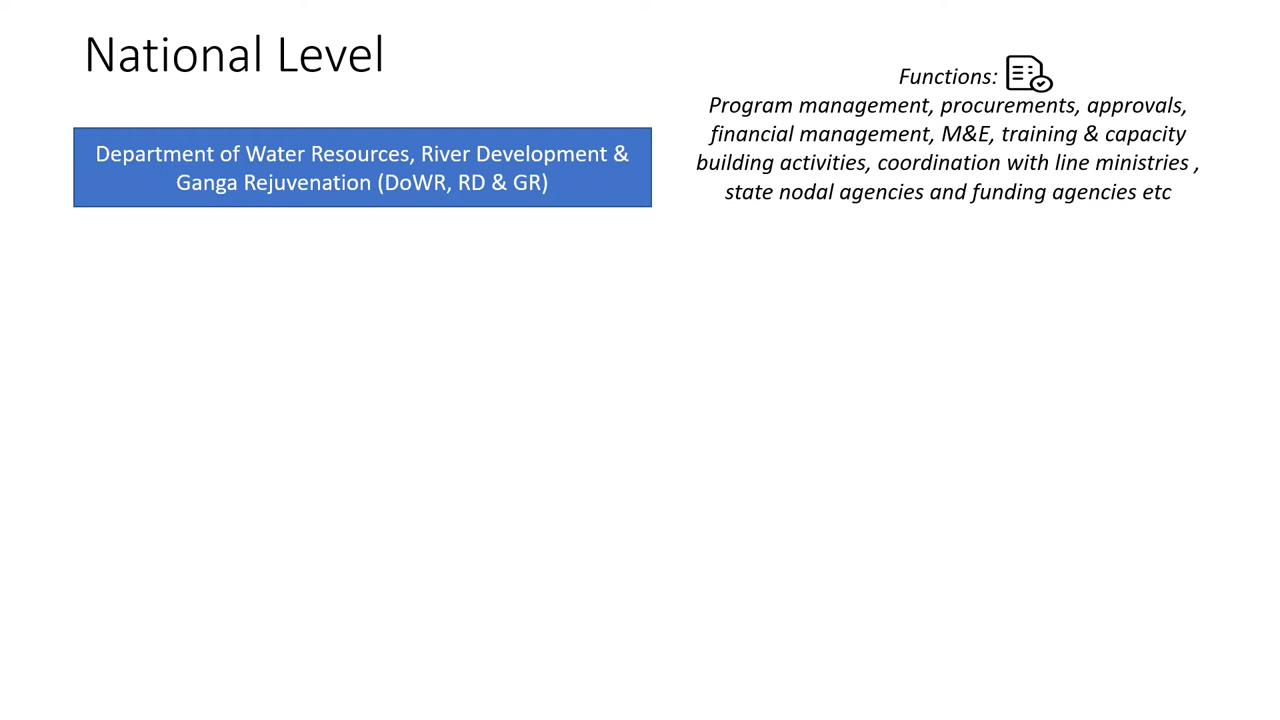 National Level
Department of Water Resources, River Development &
Ganga Rejuvenation (DoWR, RD & GR)
Functions:
Program management, procurements, approvals,
financial management, M&E, training & capacity
building activities, coordination with line ministries ,
state nodal agencies and funding agencies etc